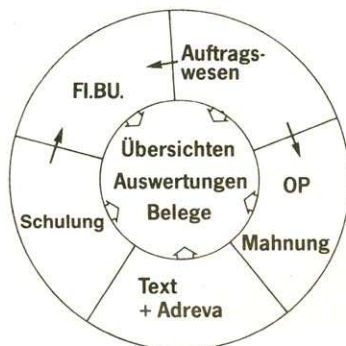 Auftrags-
wesen
FI.BU.
Übersichten
Auswertungen
Belege
OP
Mahnung
Schulung
Text
+ Adreva